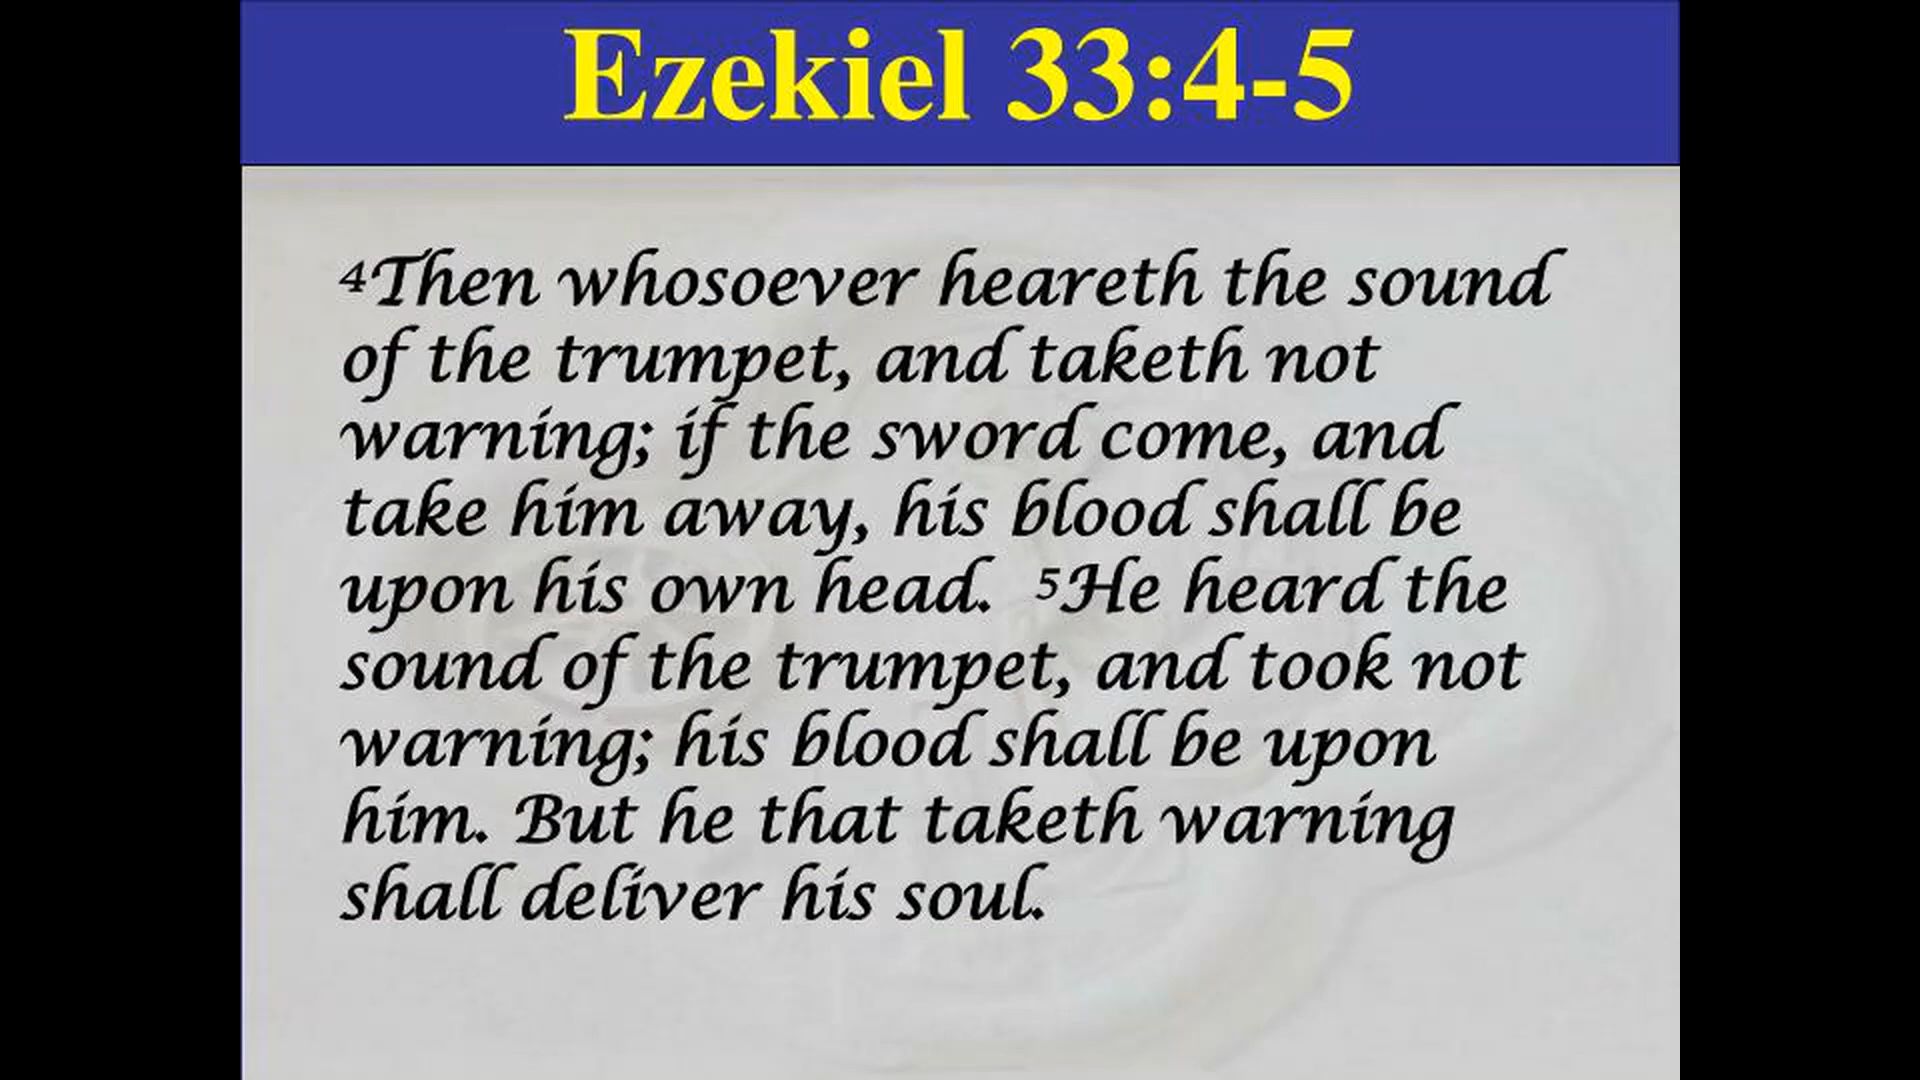 Ezekiel 33:4-5
⁴Then whosoever heareth the sound
of the trumpet, and taketh not
warning; if the sword come, and
take him away, his blood shall be
upon his own head.  ⁵He heard the
sound of the trumpet, and took not
warning; his blood shall be upon
him. But he that taketh warning
shall deliver his soul.